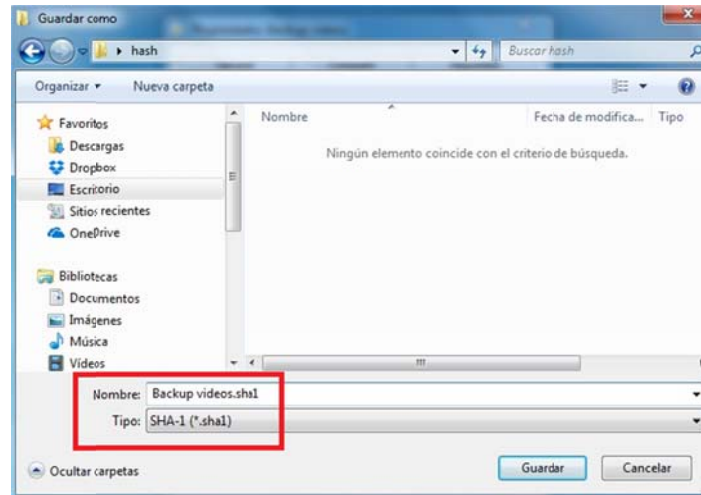 Guardar como
hash
Buscar hash
Organizar
Nueva carpeta
Favoritos
Descargas
Dropbox
Escritorio
Sitios recientes
OneDrive
Bibliotecas
Documentos
Imágenes
Música
Vídeos
Nombre
Fecha de modifica...
Tipo
Ningún elemento coincide con el criterio de búsqueda.
Nombre: Backup videos.sha1
Tipo: SHA-1 (*.sha1)
Ocultar carpetas
Guardar
Cancelar